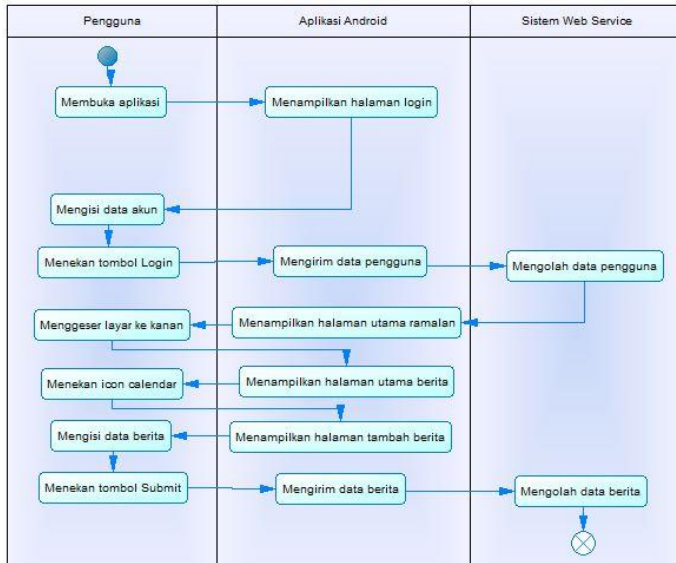 Pengguna
Aplikasi Android
Sistem Web Service
Membuka aplikasi
Menampilkan halaman login
Mengisi data akun
Menekan tombol Login
Mengirim data pengguna
Mengolah data pengguna
Menggeser layar ke kanan
Menampilkan halaman utama ramalan
Menekan icon calendar
Menampilkan halaman utama berita
Mengisi data berita
Menampilkan halaman tambah berita
Menekan tombol Submit
Mengirim data berita
Mengolah data berita